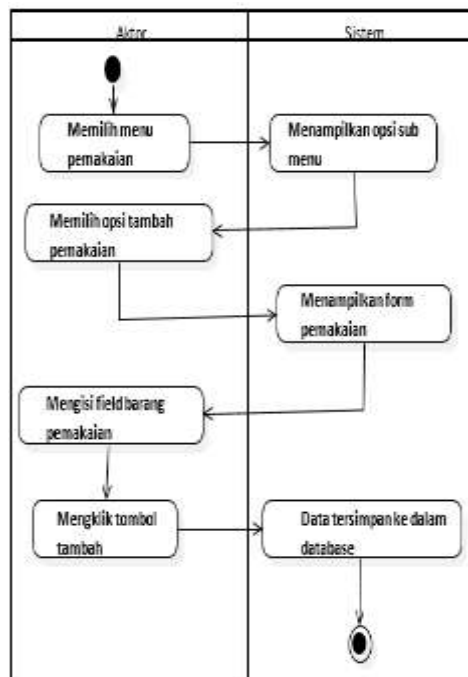 Aktor
Sistem
Memilih menu
pemakaian
Menampilkan opsi sub
menu
Memilih opsi tambah
pemakaian
Menampilkan form
pemakaian
Mengisi field barang
pemakaian
Mengklik tombol
tambah
Data tersimpan ke dalam
database